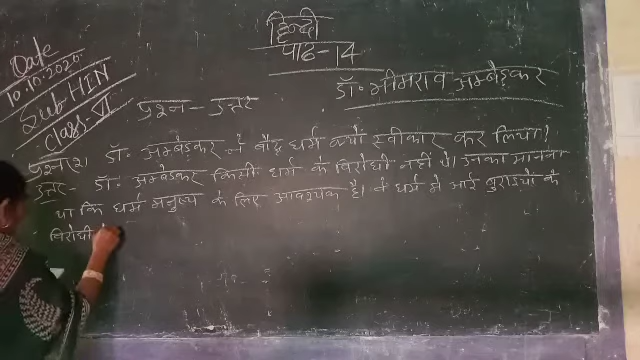 हिन्दी
पाठ-14
Date
10.10.2020
Sub HIN
Class-VI
डॉ॰ भीमराव अम्बेडकर
प्रश्न-उत्तर
प्रश्न२। डॉ॰ अम्बेडकर ने बौद्ध धर्म क्यों स्वीकार कर लिया?
उत्तर- डॉ॰ अम्बेडकर किसी धर्म के विरोधी नहीं थे। उनका मानना
था कि धर्म मनुष्य के लिए आवश्यक है। वे धर्म में आई बुराइयों के
विरोधी